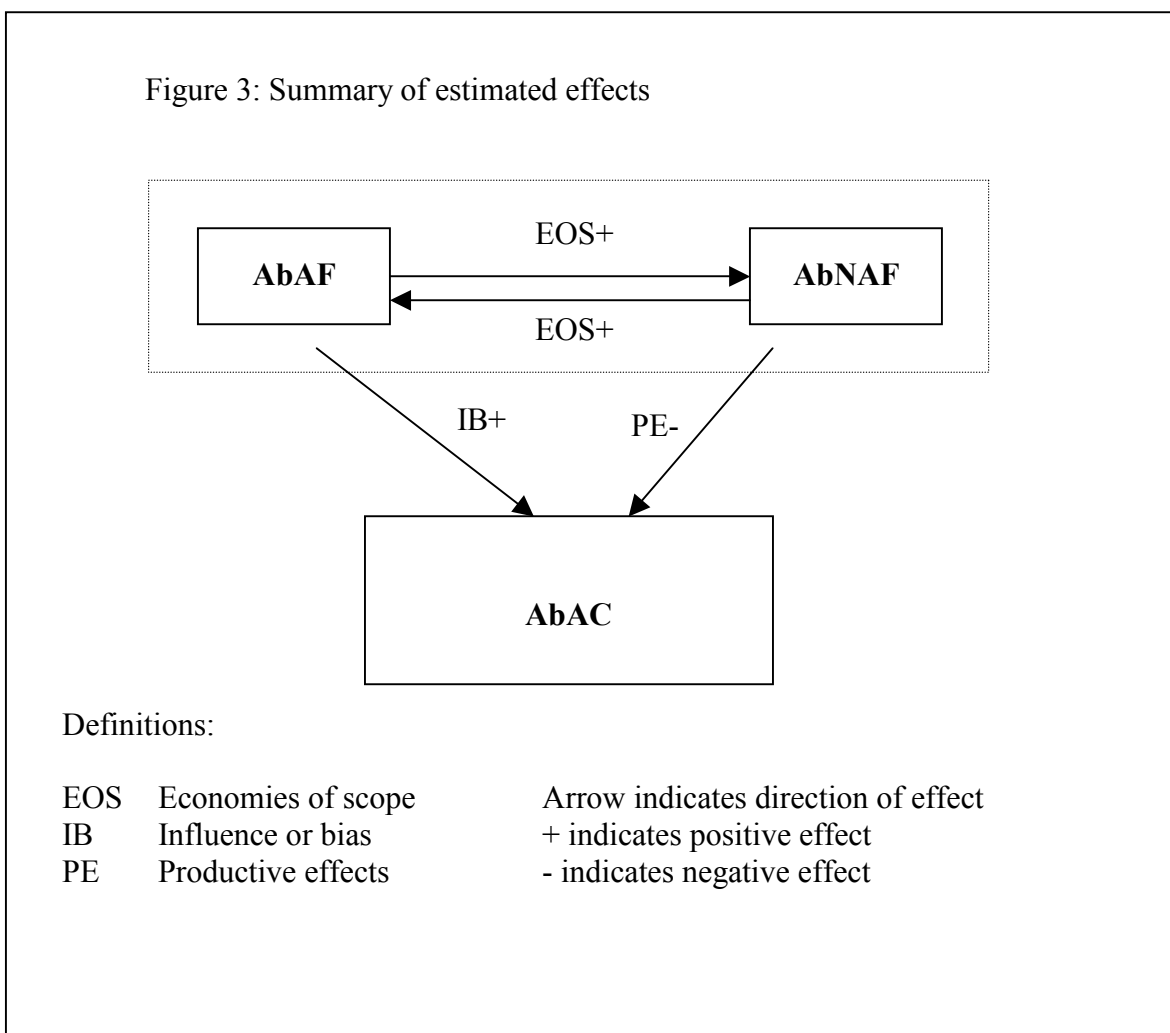 Figure 3: Summary of estimated effects
EOS+
AbAF AbNAF
EOS+
IB+ PE-
AbAC
Definitions:
EOS Economies of scope Arrow indicates direction of effect
IB Influence or bias + indicates positive effect
PE Productive effects - indicates negative effect